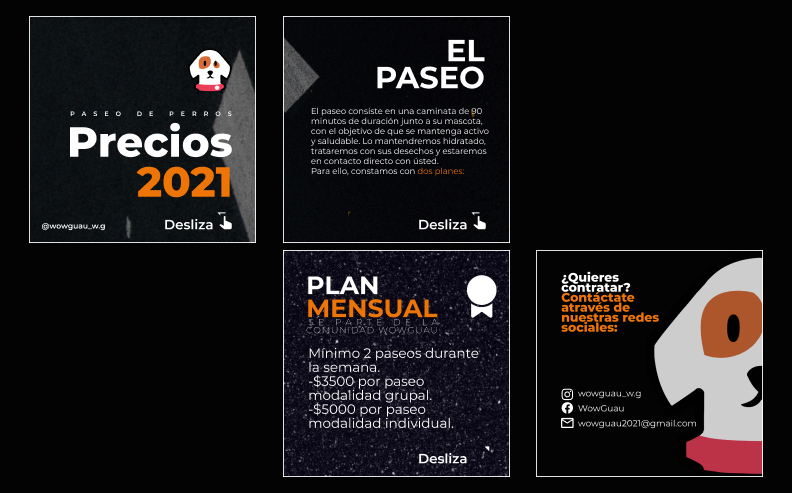 PASEO DE PERROS
Precios
2021
@wowguau_w.g
Desliza
EL
PASEO
El paseo consiste en una caminata de 90
minutos de duración junto a su mascota,
con el objetivo de que se mantenga activo
y saludable. Lo mantendremos hidratado,
trataremos con sus desechos y estaremos
en contacto directo con ústed.
Para ello, constamos con dos planes:
Desliza
PLAN
MENSUAL
SE PARTE DE LA
COMUNIDAD WOWGUAU
Mínimo 2 paseos durante
la semana.
-$3500 por paseo
modalidad grupal.
-$5000 por paseo
modalidad individual.
Desliza
¿Quieres
contratar?
Contáctate
através de
nuestras redes
sociales:
wowguau_w.g
WowGuau
wowguau2021@gmail.com